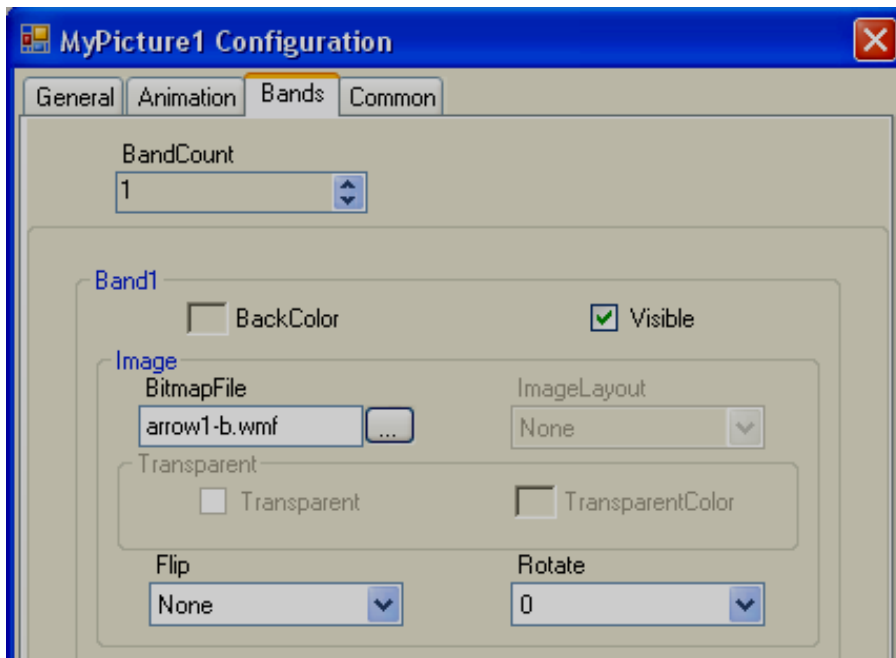 MyPicture1 Configuration
General Animation Bands Common
BandCount
1
Band1
BackColor Visible
Image
BitmapFile ImageLayout
arrow1-b.wmf ... None
Transparent
Transparent TransparentColor
Flip Rotate
None 0